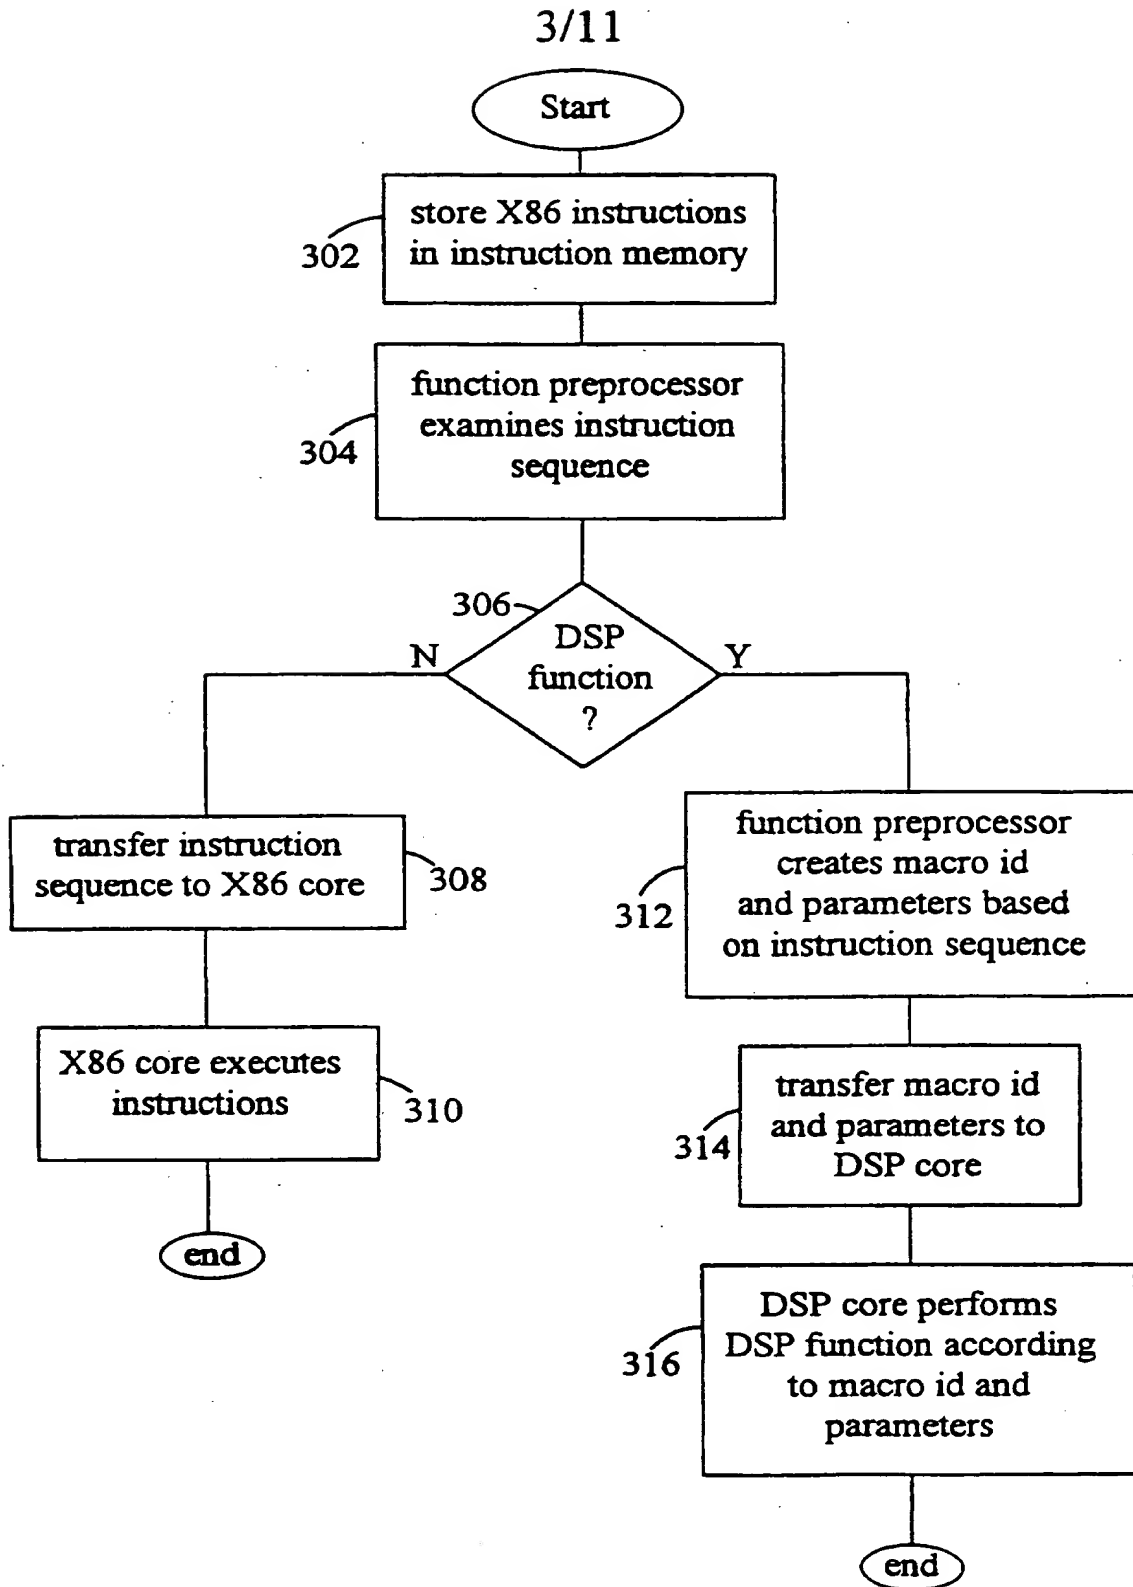 3/11
Start
store X86 instructions
in instruction memory
302
function preprocessor
examines instruction
sequence
304
306
DSP
function
?
N
Y
transfer instruction
sequence to X86 core
308
X86 core executes
instructions
310
end
function preprocessor
creates macro id
and parameters based
on instruction sequence
312
transfer macro id
and parameters to
DSP core
314
DSP core performs
DSP function according
to macro id and
parameters
316
end